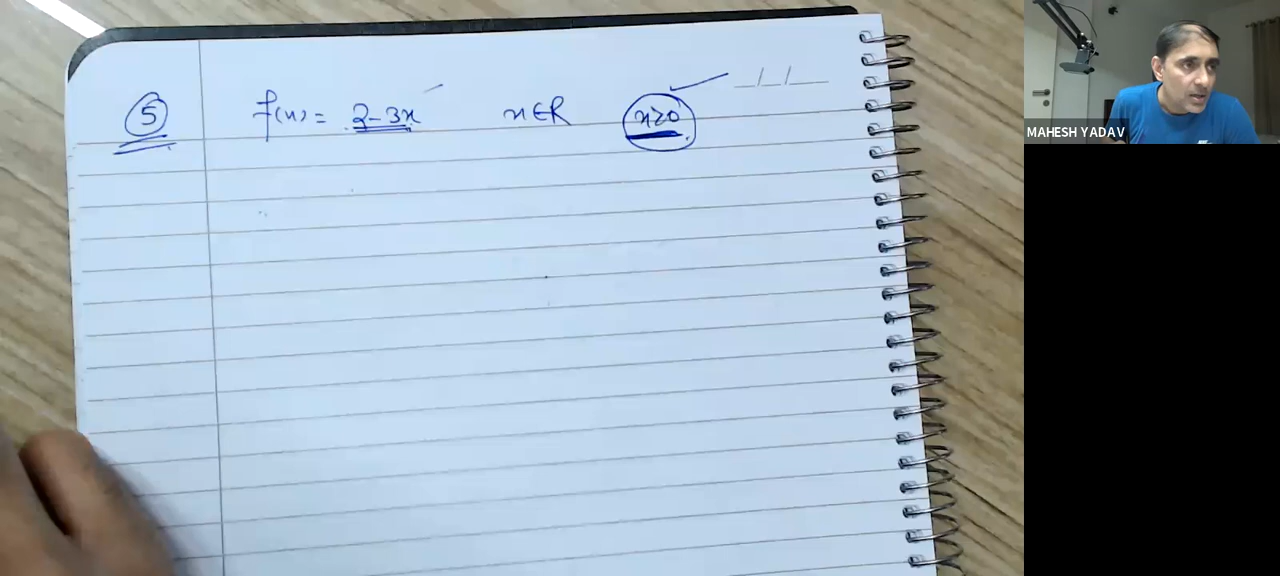 5 f(x) = 2-3x x∈R x≥0
MAHESH YADAV